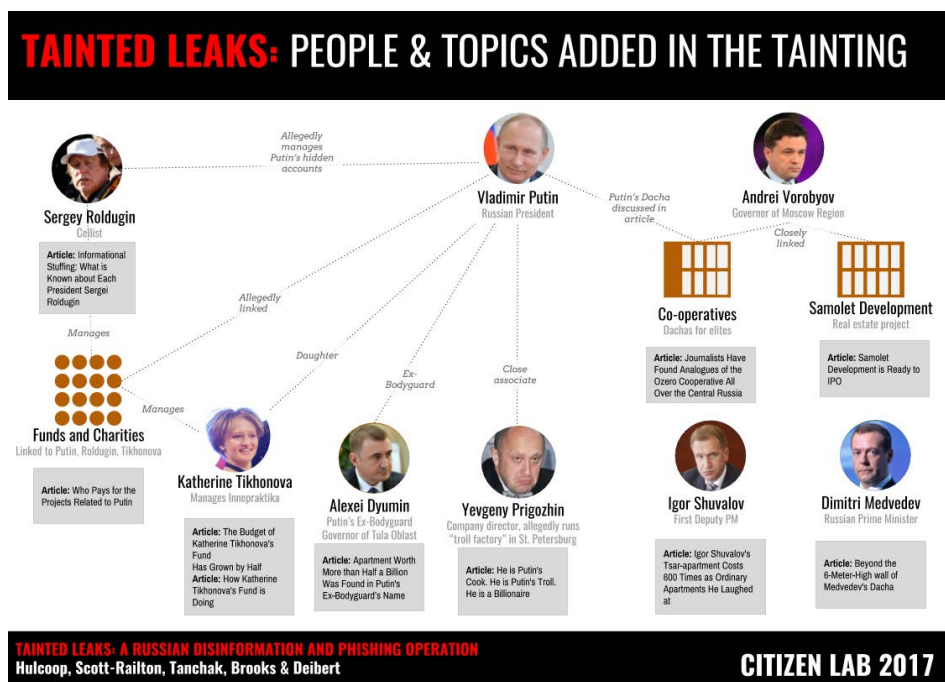 TAINTED LEAKS: PEOPLE & TOPICS ADDED IN THE TAINTING
Allegedly
manages
Putin's hidden
accounts
Sergey Roldugin
Cellist
Article: Informational
Stuffing: What is
Known about Each
President Sergei
Roldugin
Vladimir Putin
Russian President
Putin's Dacha
discussed in
article
Andrei Vorobyov
Governor of Moscow Region
Closely
linked
Allegedly
linked
Manages
Daughter
Ex-
Bodyguard
Close
associate
Manages
Co-operatives
Dachas for elites
Article: Journalists Have
Found Analogues of the
Ozero Cooperative All
Over the Central Russia
Samolet Development
Real estate project
Article: Samolet
Development is Ready to
IPO
Funds and Charities
Linked to Putin, Roldugin, Tikhonova
Article: Who Pays for the
Projects Related to Putin
Katherine Tikhonova
Manages Innopraktika
Article: The Budget of
Katherine Tikhonova's
Fund
Has Grown by Half
Article: How Katherine
Tikhonova's Fund is
Doing
Alexei Dyumin
Putin's Ex-Bodyguard
Governor of Tula Oblast
Article: Apartment Worth
More than Half a Billion
Was Found in Putin's
Ex-Bodyguard's Name
Yevgeny Prigozhin
Company director, allegedly runs
"troll factory" in St. Petersburg
Article: He is Putin's
Cook. He is Putin's Troll.
He is a Billionaire
Igor Shuvalov
First Deputy PM
Article: Igor Shuvalov's
Tsar-apartment Costs
600 Times as Ordinary
Apartments He Laughed
at
Dimitri Medvedev
Russian Prime Minister
Article: Beyond the
6-Meter-High wall of
Medvedev's Dacha
TAINTED LEAKS: A RUSSIAN DISINFORMATION AND PHISHING OPERATION
Hulcoop, Scott-Railton, Tanchak, Brooks & Deibert
CITIZEN LAB 2017